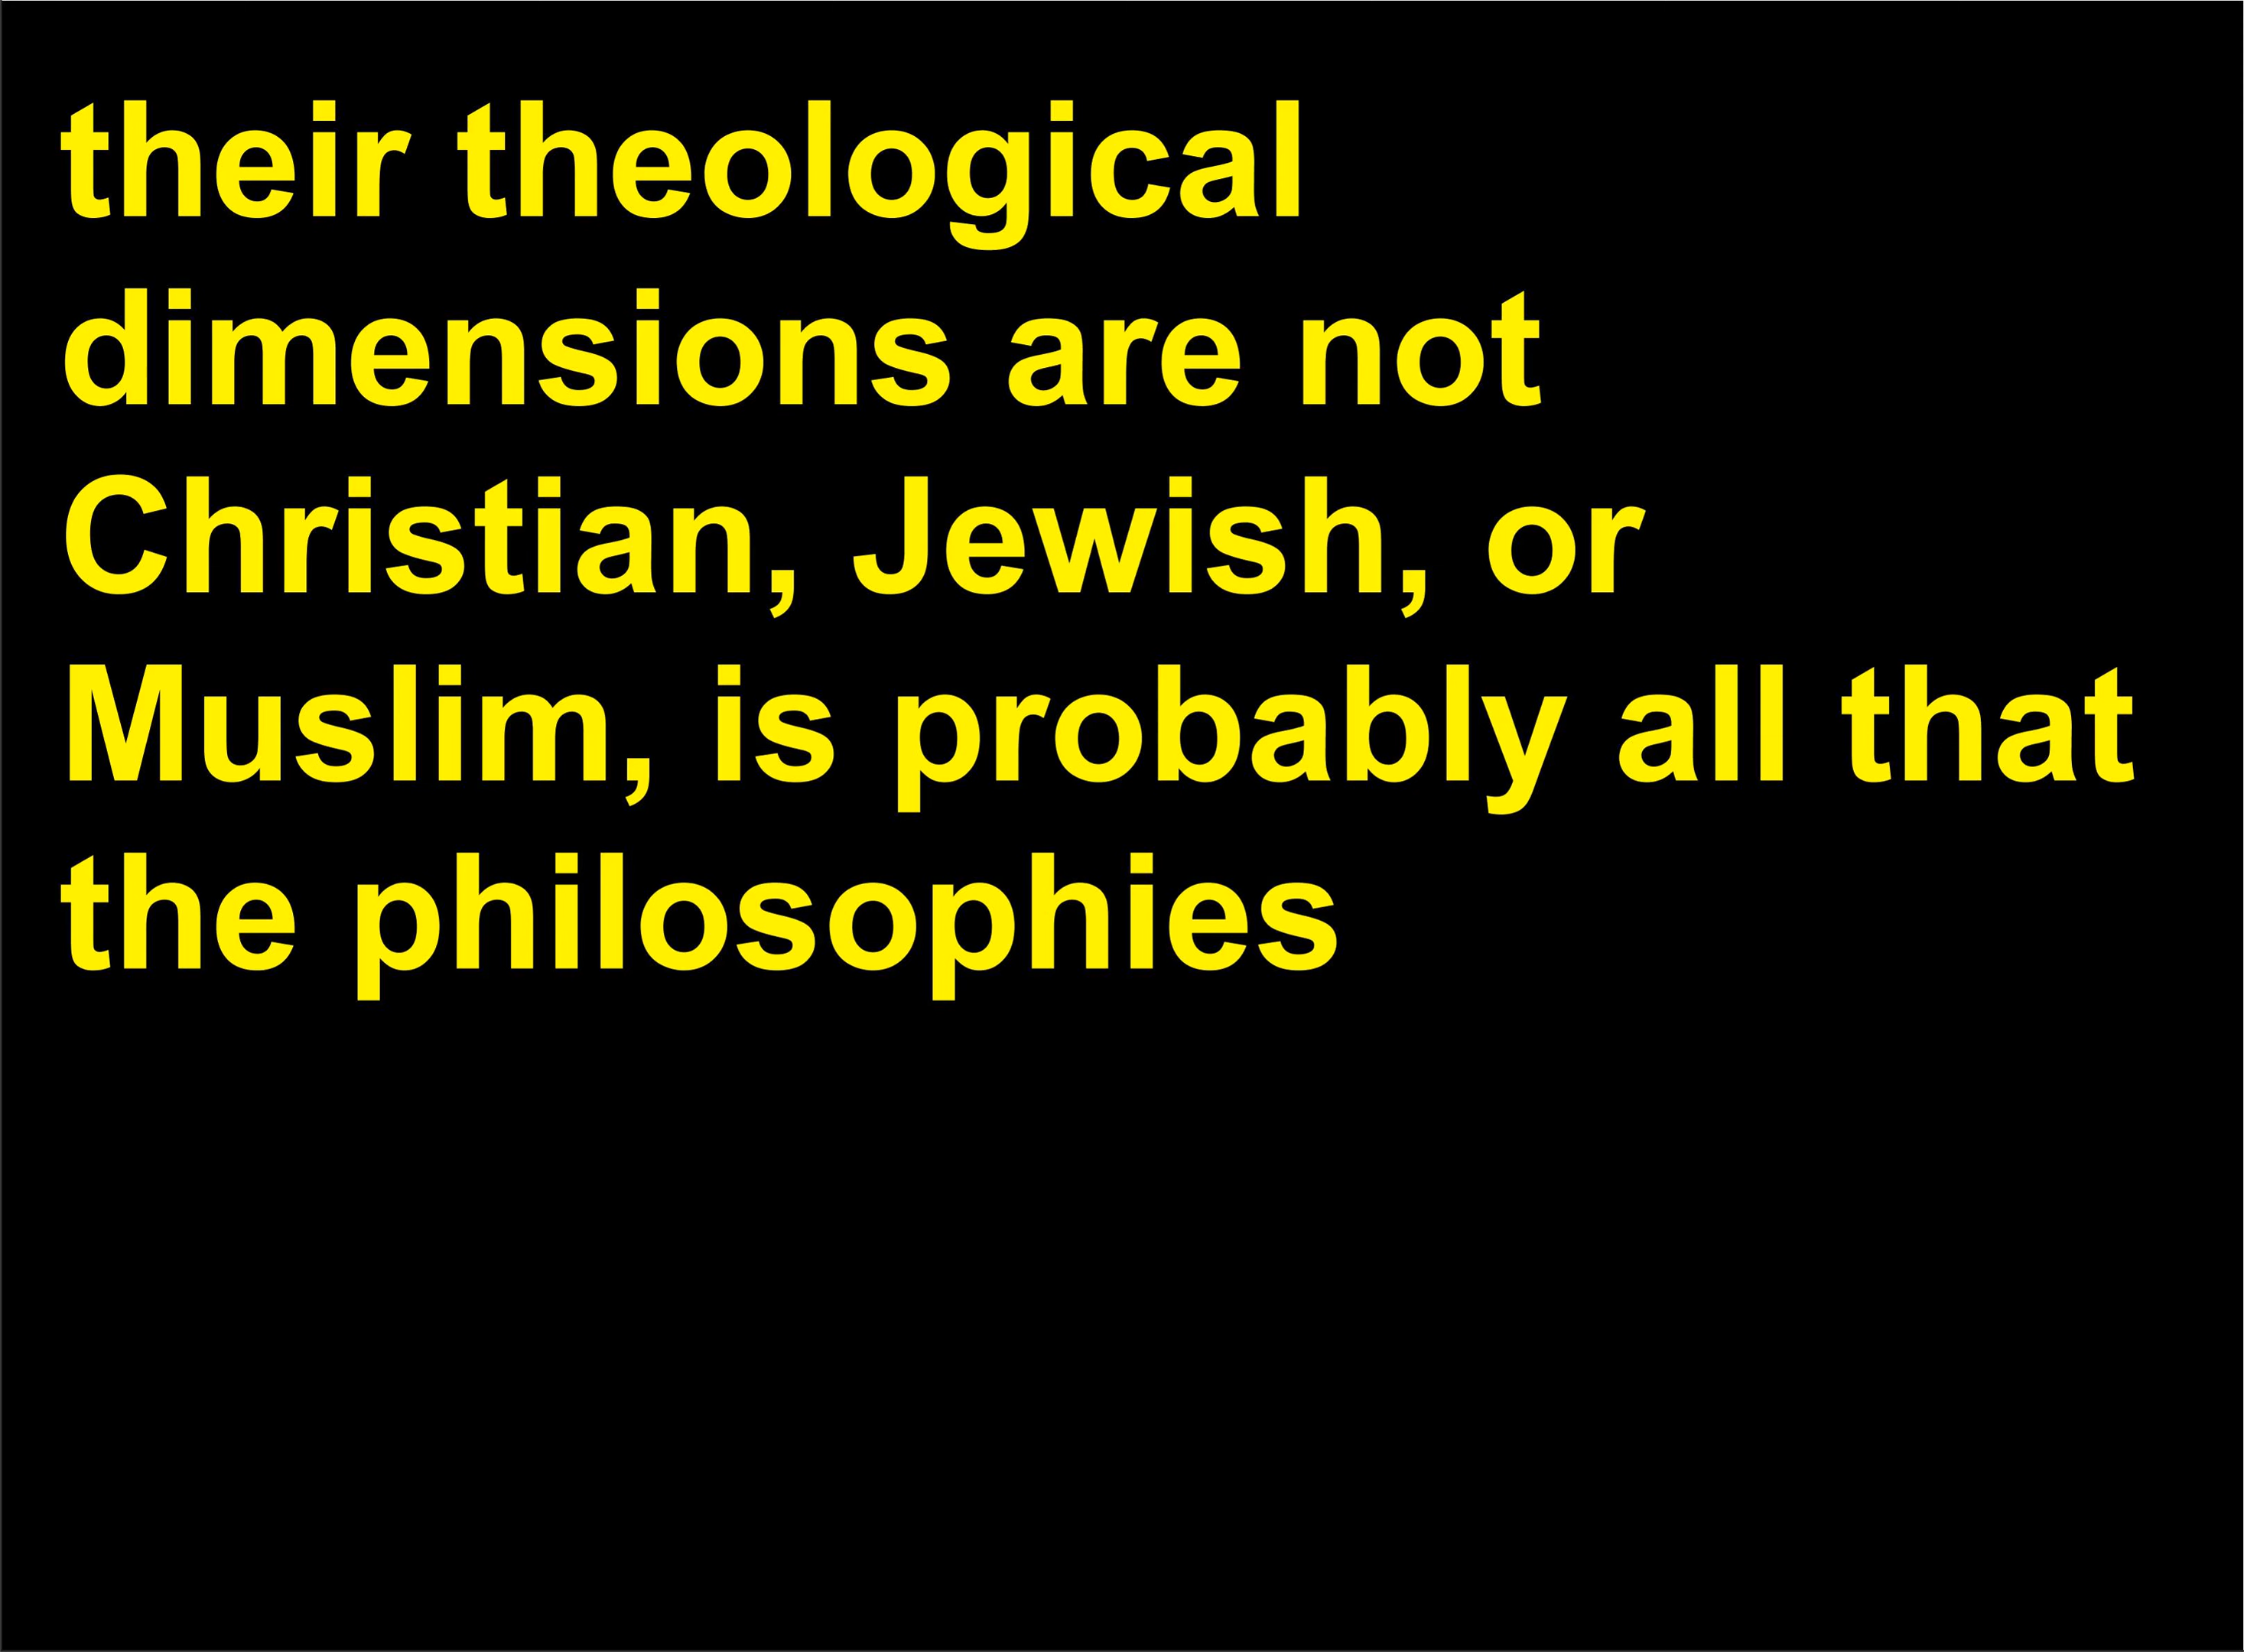 their theological
dimensions are not
Christian, Jewish, or
Muslim, is probably all that
the philosophies